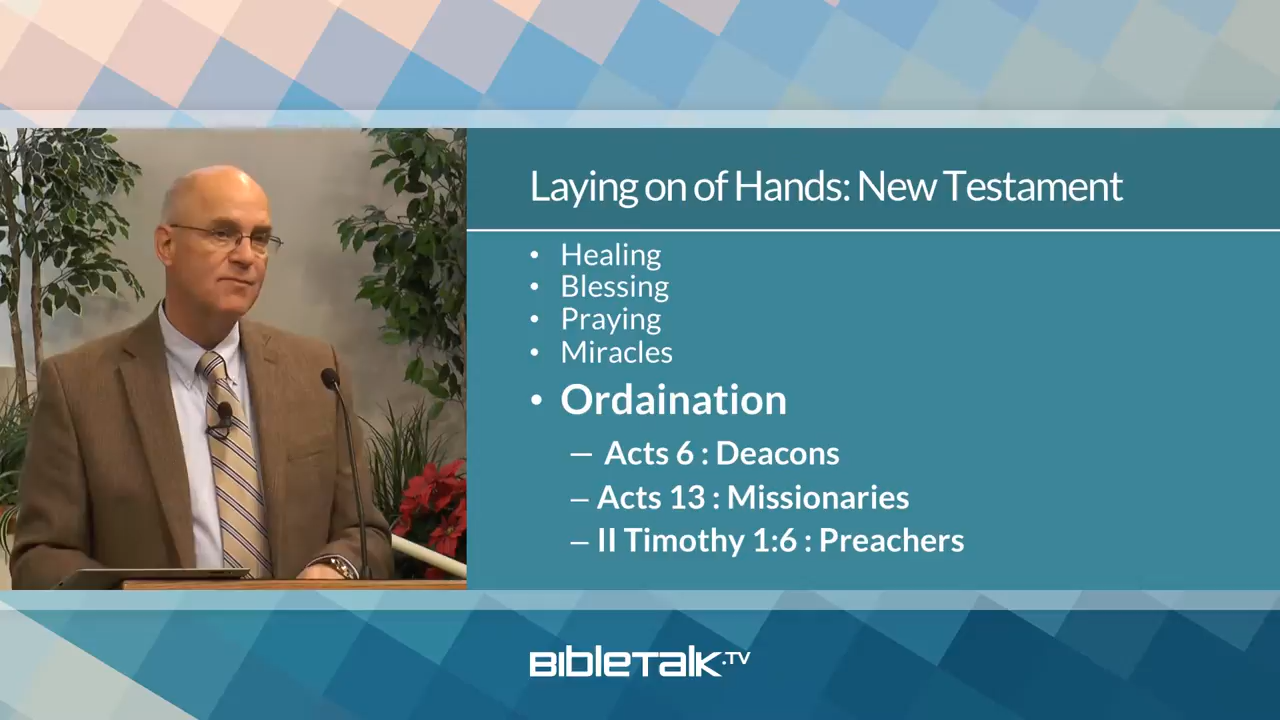 Laying on of Hands: New Testament
• Healing
• Blessing
• Praying
• Miracles
• Ordaination
– Acts 6 : Deacons
– Acts 13 : Missionaries
– II Timothy 1:6 : Preachers
BibleTalk.TV